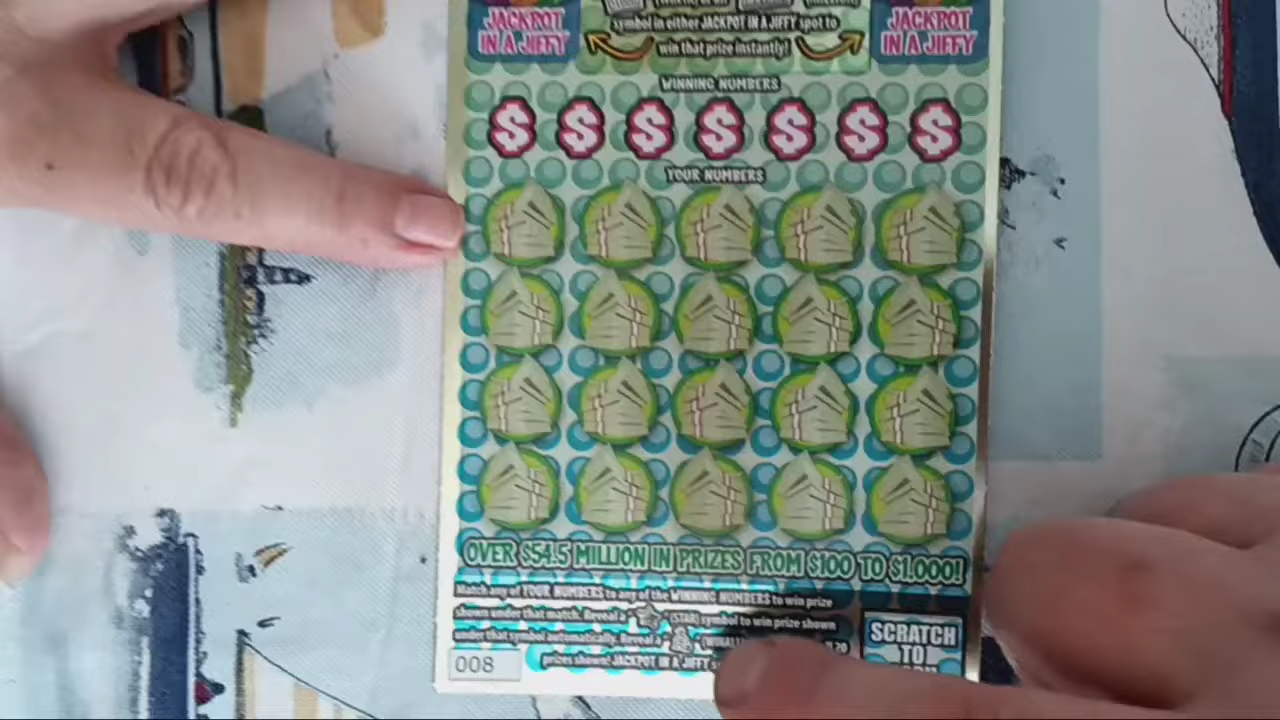 JACKPOT
IN A JIFFY
symbol in either JACKPOT IN A JIFFY spot to
win that prize instantly!
JACKPOT
IN A JIFFY
WINNING NUMBERS
$ $ $ $ $ $ $
YOUR NUMBERS
OVER $54.5 MILLION IN PRIZES FROM $100 TO $1,000!
Match any of YOUR NUMBERS to any of the WINNING NUMBERS to win prize
shown under that match. Reveal a " " (STAR) symbol to win prize shown
under that symbol automatically. Reveal a " " 20
prizes shown! JACKPOT IN A JIFFY
008
SCRATCH
TO